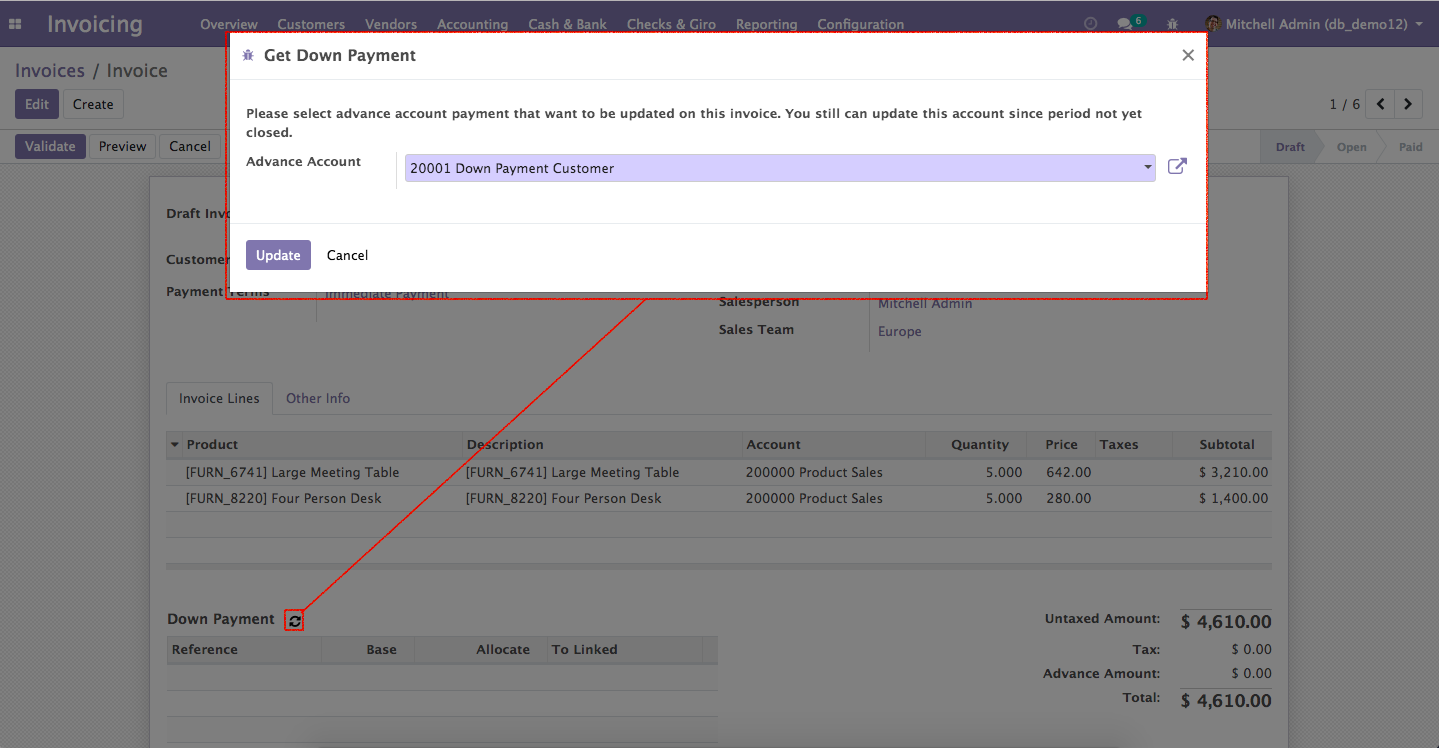 Invoicing Overview Customers Vendors Accounting Cash & Bank Checks & Giro Reporting Configuration 6 Mitchell Admin (db_demo12)
Get Down Payment ×
Invoices / Invoice
Edit Create 1 / 6
Please select advance account payment that want to be updated on this invoice. You still can update this account since period not yet
closed.
Validate Preview Cancel Draft Open Paid
Advance Account 20001 Down Payment Customer
Draft Invo
Update Cancel
Customer
Payment Terms Immediate Payment
Salesperson Mitchell Admin
Sales Team Europe
Invoice Lines Other Info
Product Description Account Quantity Price Taxes Subtotal
[FURN_6741] Large Meeting Table [FURN_6741] Large Meeting Table 200000 Product Sales 5.000 642.00 $ 3,210.00
[FURN_8220] Four Person Desk [FURN_8220] Four Person Desk 200000 Product Sales 5.000 280.00 $ 1,400.00
Down Payment Untaxed Amount: $ 4,610.00
Reference Base Allocate To Linked Tax: $ 0.00
Advance Amount: $ 0.00
Total: $ 4,610.00